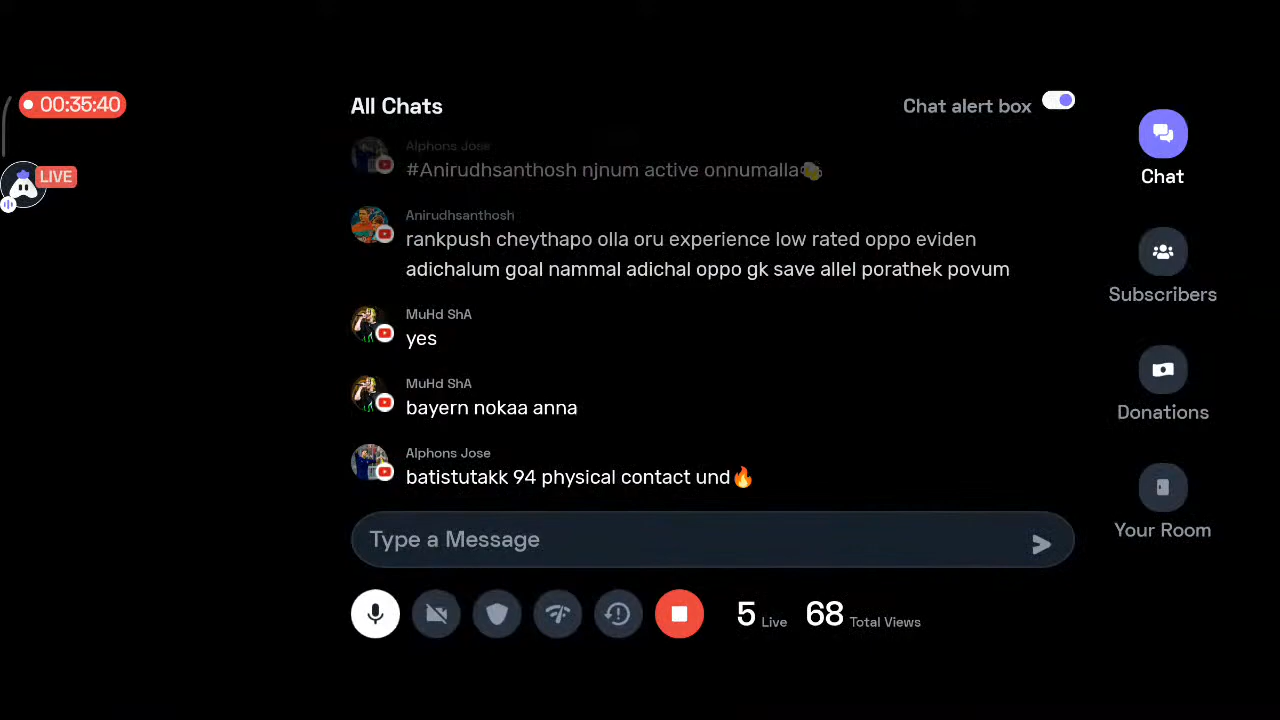 00:35:40
All Chats
Chat alert box
Alphons Jose
#Anirudhsanthosh njnum active onnumalla
LIVE
Chat
Anirudhsanthosh
rankpush cheythapo olla oru experience low rated oppo eviden
adichalum goal nammal adichal oppo gk save allel porathek povum
Subscribers
MuHd ShA
yes
MuHd ShA
bayern nokaa anna
Donations
Alphons Jose
batistutakk 94 physical contact und🔥
Type a Message
Your Room
5 Live 68 Total Views